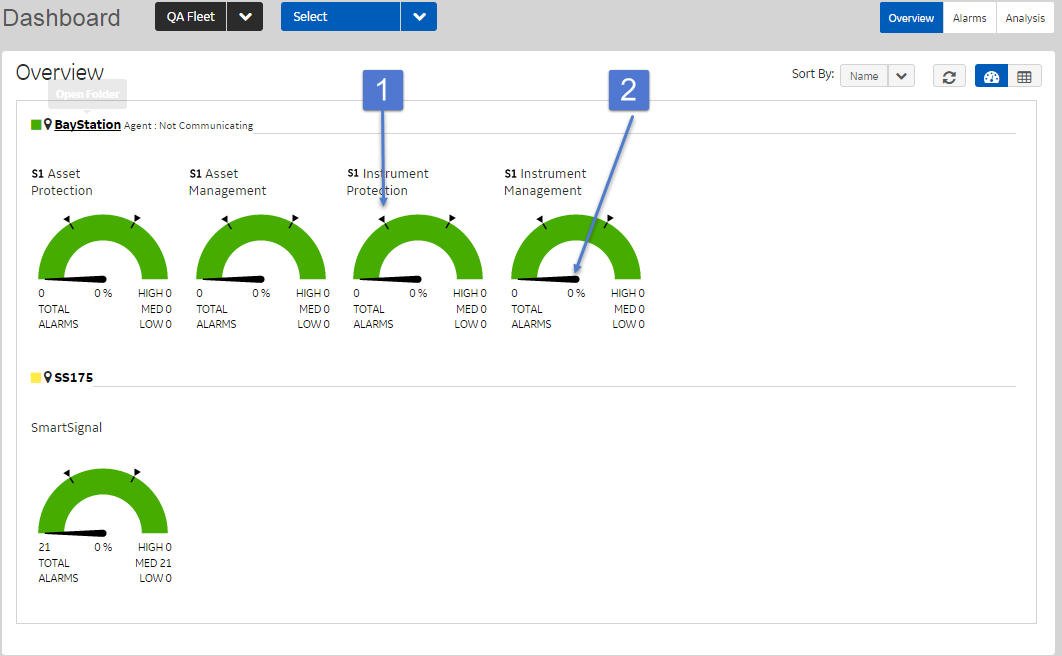 Dashboard
QA Fleet
Select
Overview
Alarms
Analysis
Overview
Sort By:
Name
1
2
Open Folder
BayStation Agent : Not Communicating
S1 Asset
Protection
S1 Asset
Management
S1 Instrument
Protection
S1 Instrument
Management
0 0 % HIGH 0
TOTAL MED 0
ALARMS LOW 0
0 0 % HIGH 0
TOTAL MED 0
ALARMS LOW 0
0 0 % HIGH 0
TOTAL MED 0
ALARMS LOW 0
0 0 % HIGH 0
TOTAL MED 0
ALARMS LOW 0
SS175
SmartSignal
21 0 % HIGH 0
TOTAL MED 21
ALARMS LOW 0